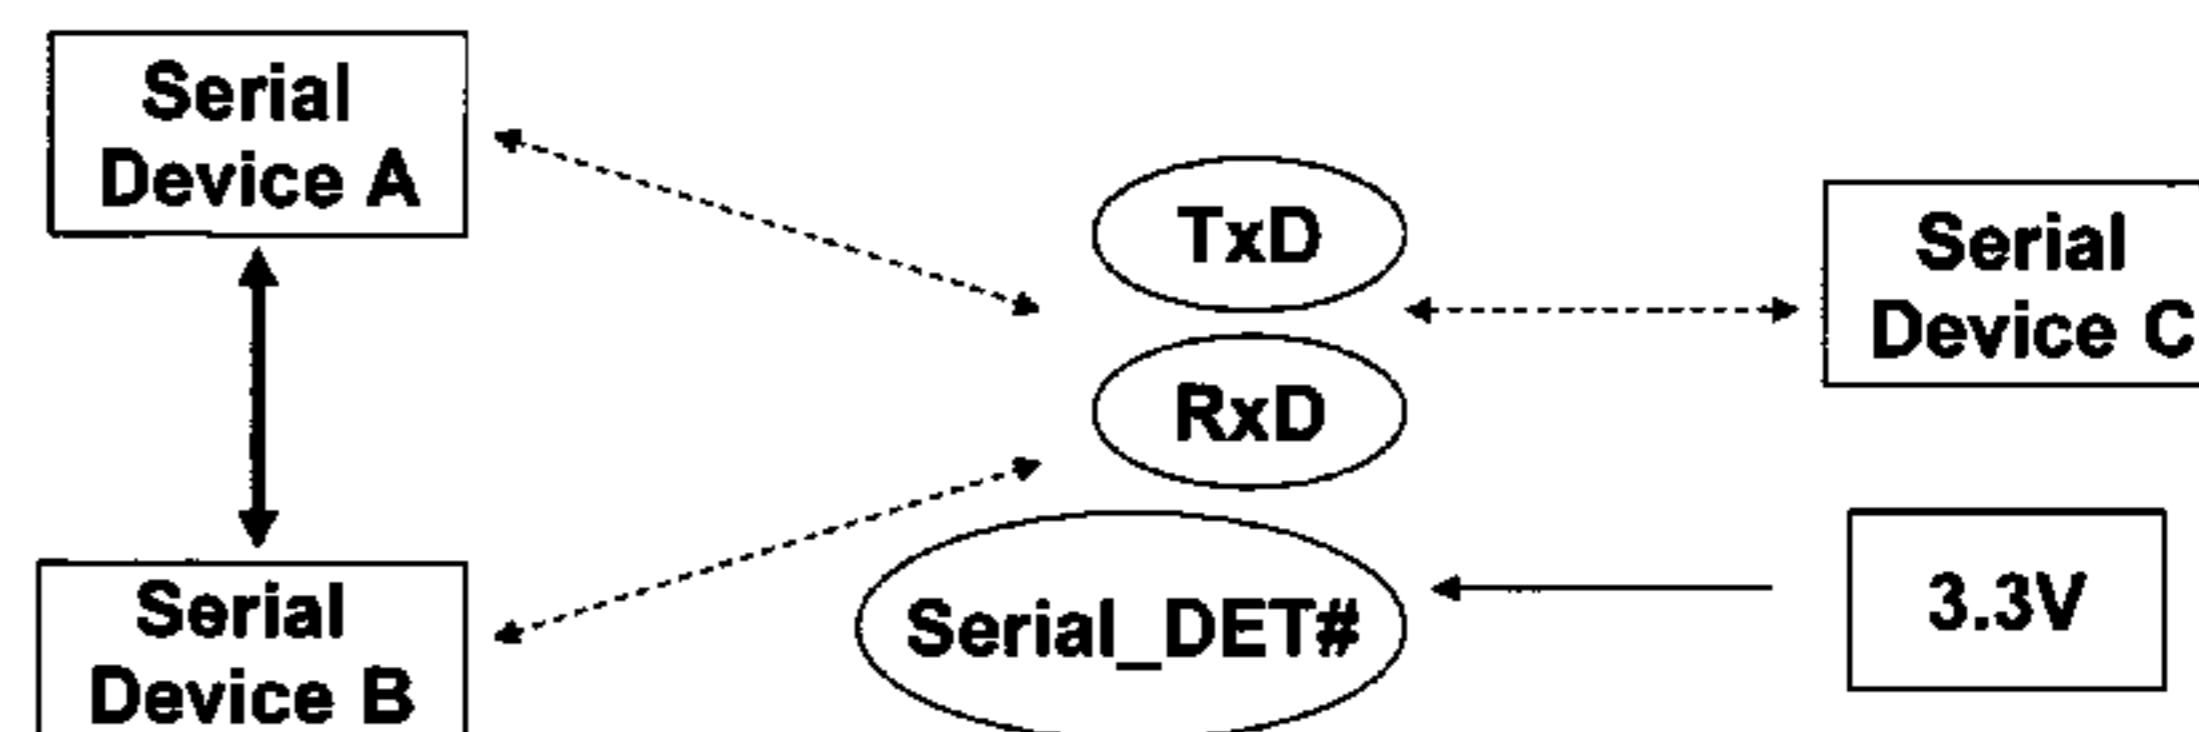 Serial
Device A
TxD
Serial
Device C
RxD
Serial
Device B
Serial_DET#
3.3V